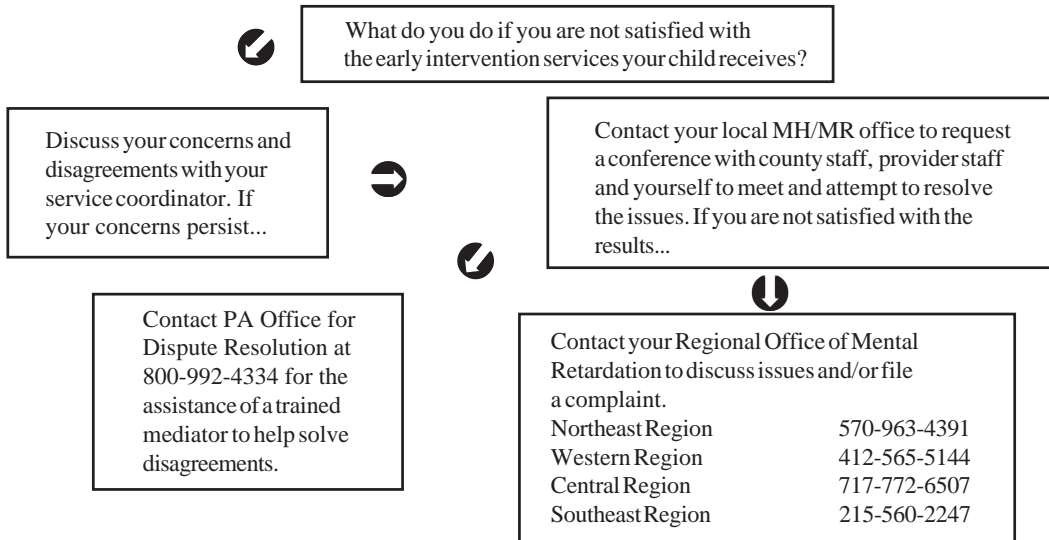 What do you do if you are not satisfied with
the early intervention services your child receives?
Discuss your concerns and
disagreements with your
service coordinator. If
your concerns persist...
Contact your local MH/MR office to request
a conference with county staff, provider staff
and yourself to meet and attempt to resolve
the issues. If you are not satisfied with the
results...
Contact PA Office for
Dispute Resolution at
800-992-4334 for the
assistance of a trained
mediator to help solve
disagreements.
Contact your Regional Office of Mental
Retardation to discuss issues and/or file
a complaint.
Northeast Region 570-963-4391
Western Region 412-565-5144
Central Region 717-772-6507
Southeast Region 215-560-2247